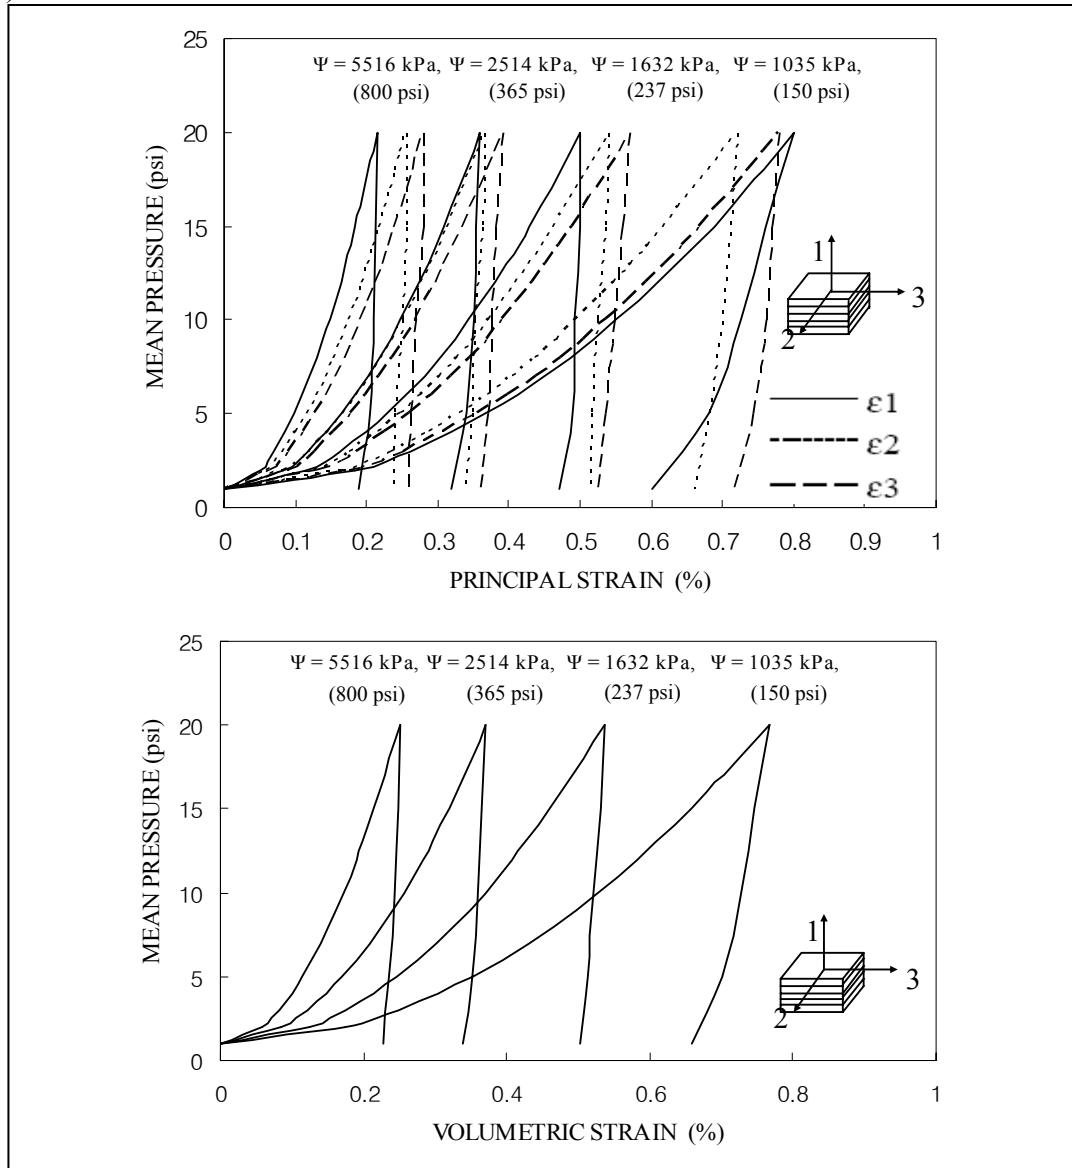 25
Ψ = 5516 kPa, Ψ = 2514 kPa, Ψ = 1632 kPa, Ψ = 1035 kPa,
(800 psi) (365 psi) (237 psi) (150 psi)
20
15
10
5
0
MEAN PRESSURE (psi)
1
3
2
ε1
ε2
ε3
0 0.1 0.2 0.3 0.4 0.5 0.6 0.7 0.8 0.9 1
PRINCIPAL STRAIN (%)
25
Ψ = 5516 kPa, Ψ = 2514 kPa, Ψ = 1632 kPa, Ψ = 1035 kPa,
(800 psi) (365 psi) (237 psi) (150 psi)
20
15
10
5
0
MEAN PRESSURE (psi)
1
3
2
0 0.2 0.4 0.6 0.8 1
VOLUMETRIC STRAIN (%)